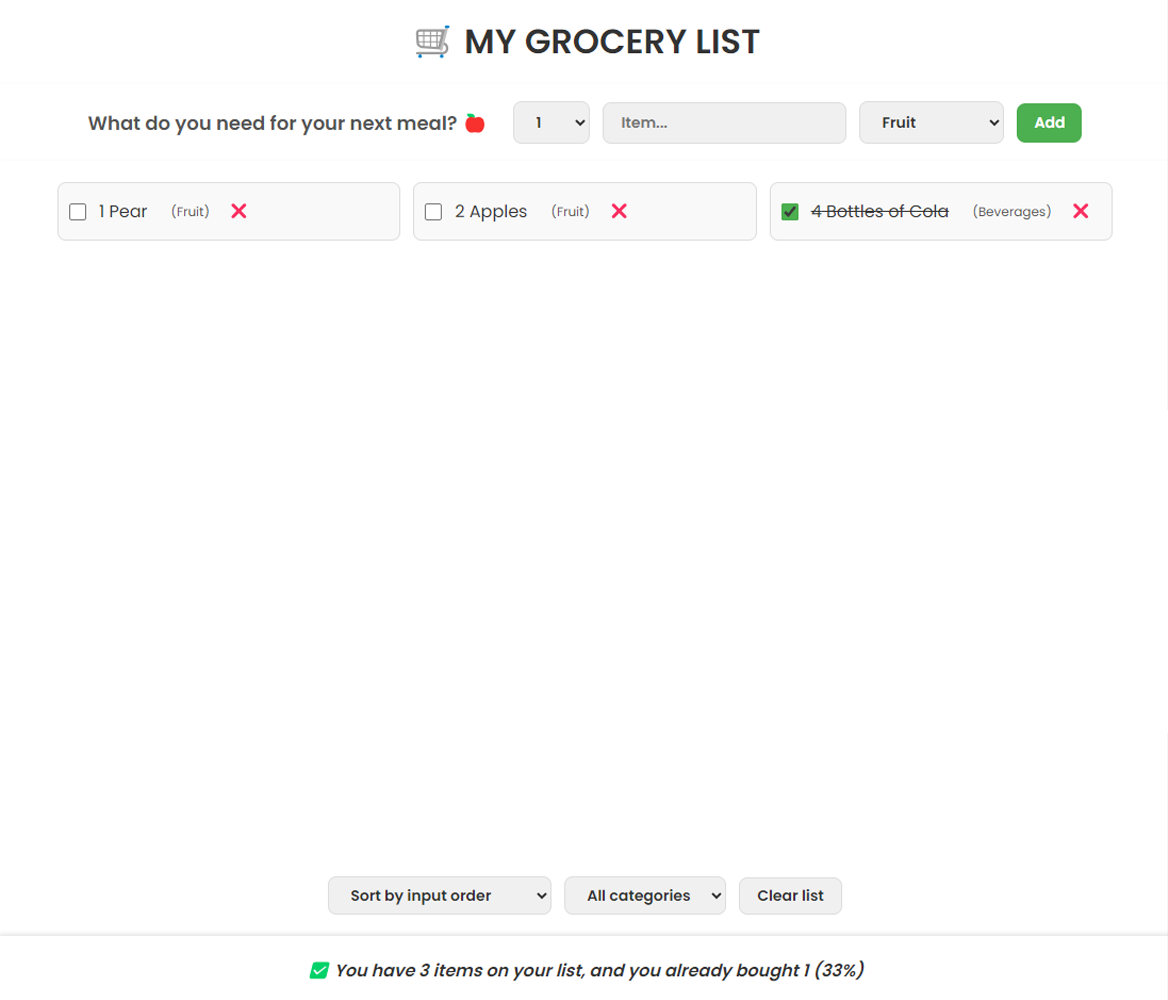 MY GROCERY LIST
What do you need for your next meal? 1 Item... Fruit Add
1 Pear (Fruit) 2 Apples (Fruit) 4 Bottles of Cola (Beverages)
Sort by input order All categories Clear list
You have 3 items on your list, and you already bought 1 (33%)